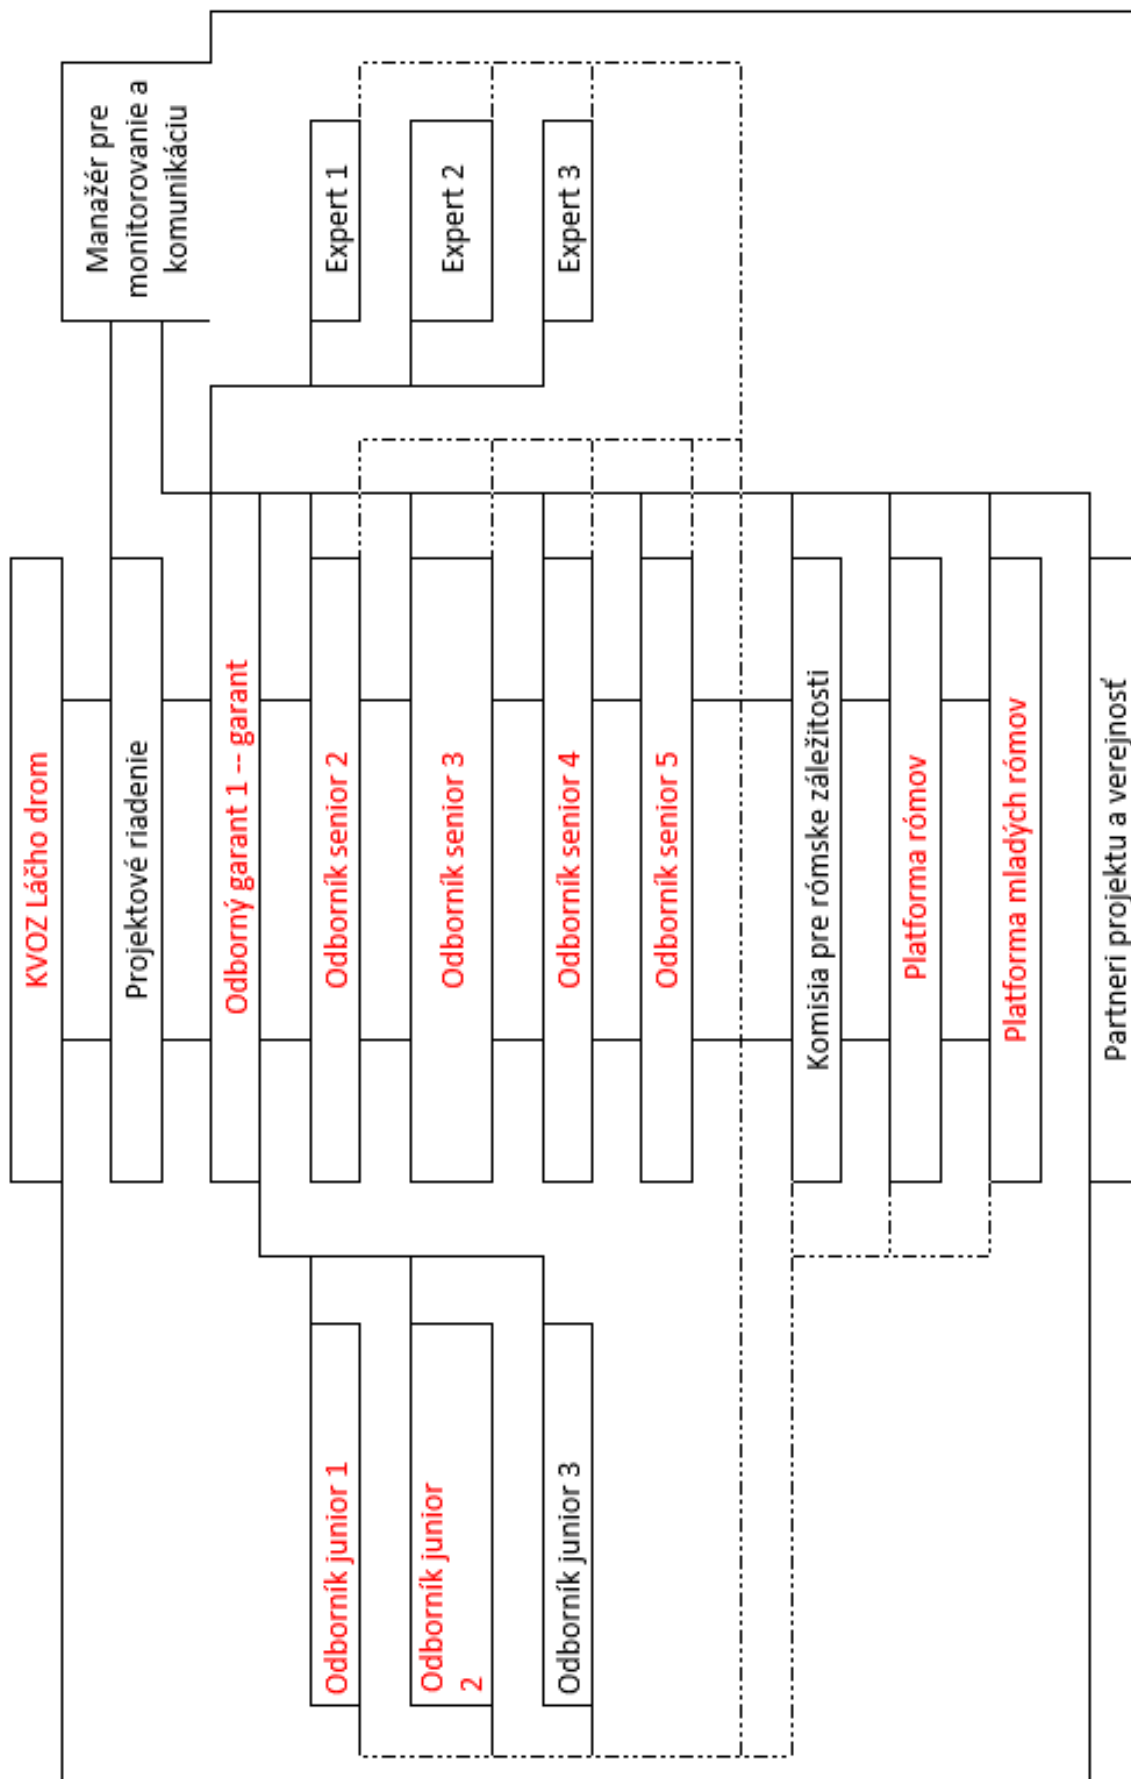 KVOZ Láčho drom
Manažér pre
monitorovanie a
komunikáciu
Projektové riadenie
Odborný garant 1 -- garant
Odborník junior 1
Odborník senior 2
Expert 1
Odborník junior
2
Odborník senior 3
Expert 2
Odborník junior 3
Odborník senior 4
Expert 3
Odborník senior 5
Komisia pre rómske záležitosti
Platforma rómov
Platforma mladých rómov
Partneri projektu a verejnosť